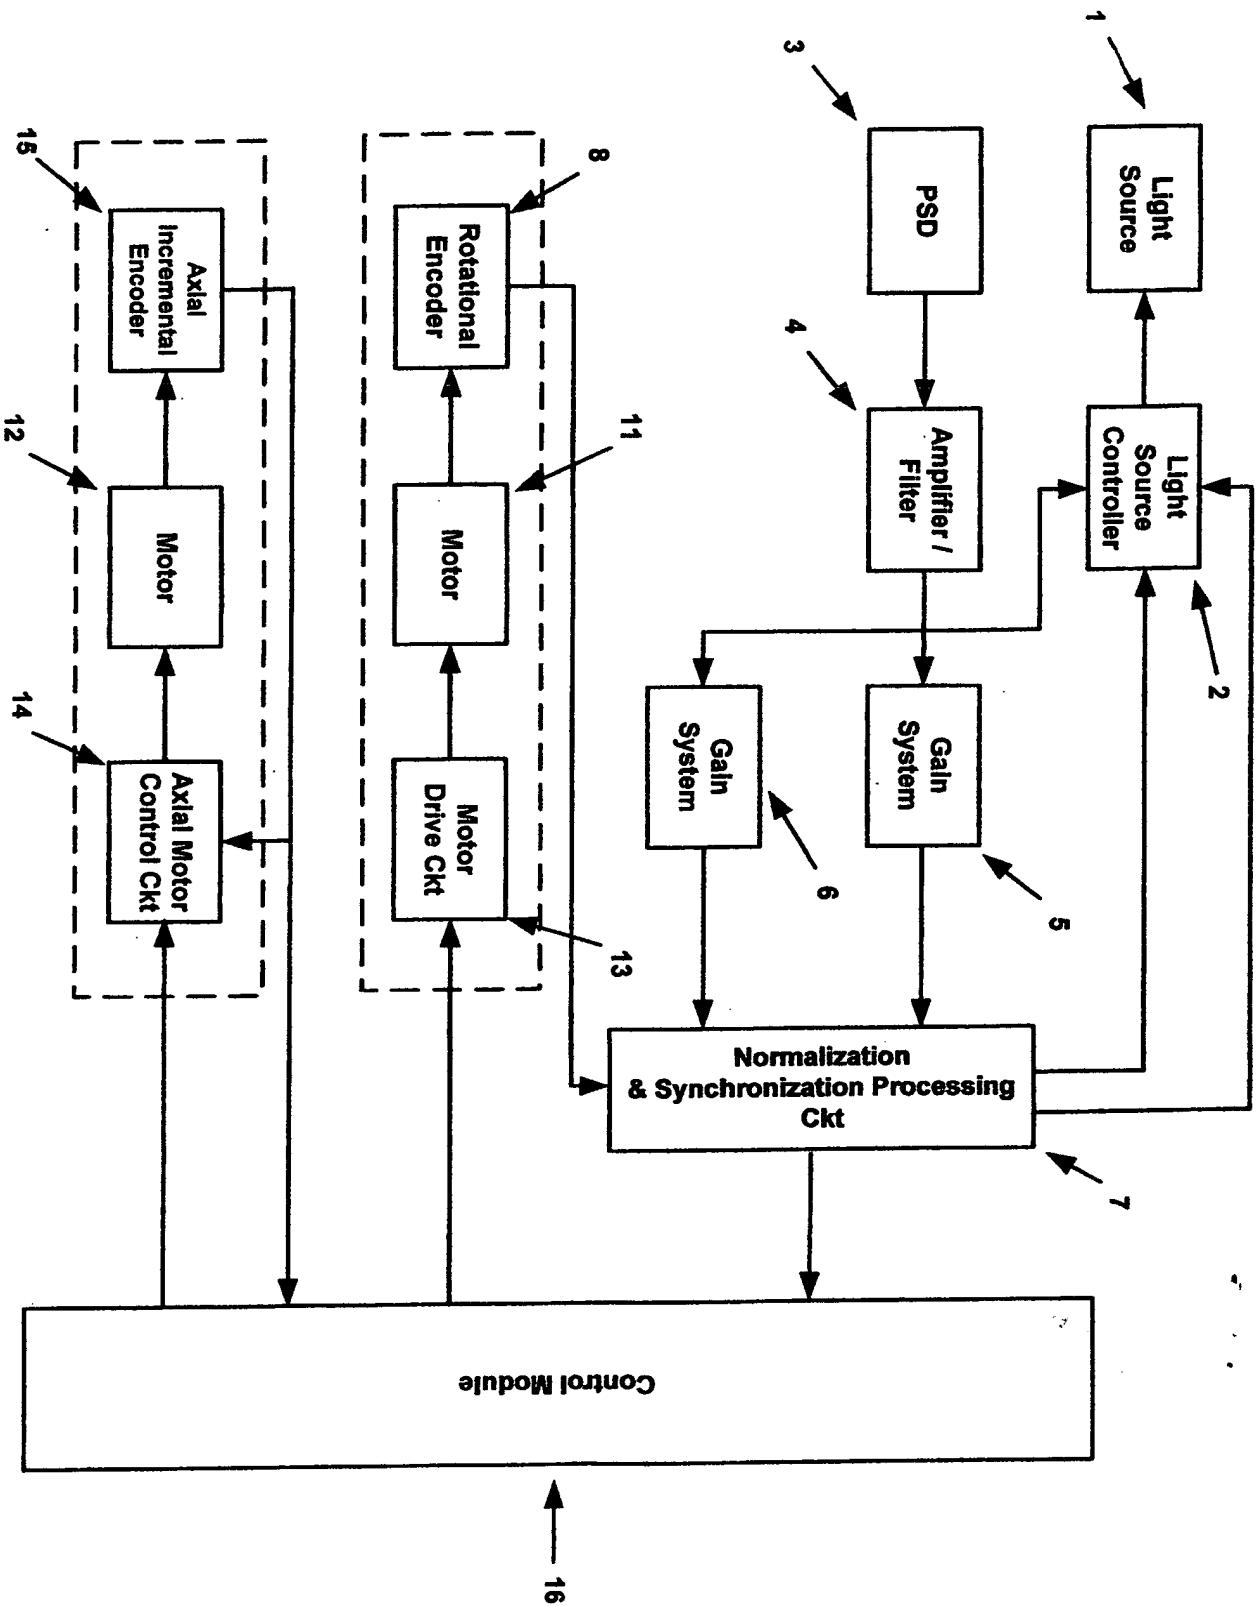 1
Light
Source
Light
Source
Controller
2
3
PSD
4
Amplifier /
Filter
Gain
System
5
Gain
System
6
Normalization
& Synchronization Processing
Ckt
7
8
Rotational
Encoder
11
Motor
Motor
Drive Ckt
13
15
Axial
Incremental
Encoder
12
Motor
14
Axial Motor
Control Ckt
Control Module
16